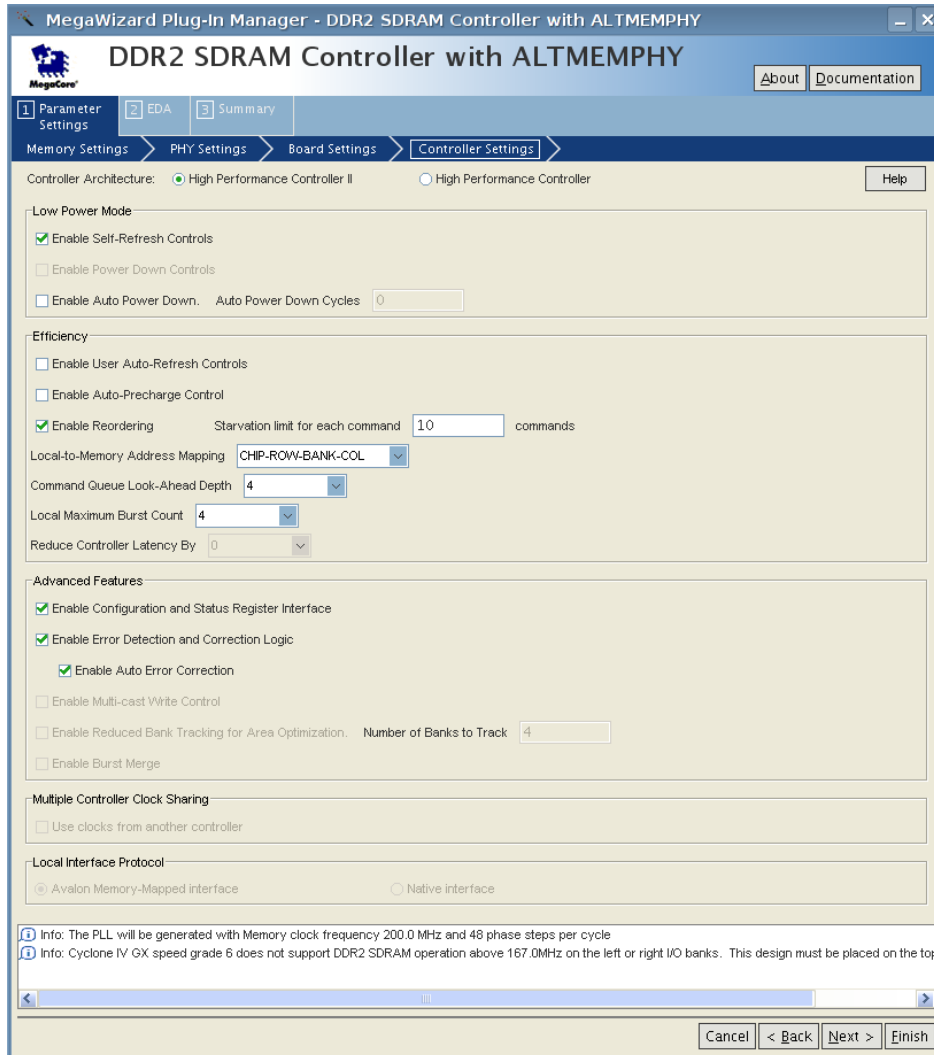 MegaWizard Plug-In Manager - DDR2 SDRAM Controller with ALTMEMPHY
DDR2 SDRAM Controller with ALTMEMPHY
MegaCore®
About Documentation
1 Parameter Settings 2 EDA 3 Summary
Memory Settings PHY Settings Board Settings Controller Settings
Controller Architecture: High Performance Controller II High Performance Controller Help
Low Power Mode
Enable Self-Refresh Controls
Enable Power Down Controls
Enable Auto Power Down. Auto Power Down Cycles 0
Efficiency
Enable User Auto-Refresh Controls
Enable Auto-Precharge Control
Enable Reordering Starvation limit for each command 10 commands
Local-to-Memory Address Mapping CHIP-ROW-BANK-COL
Command Queue Look-Ahead Depth 4
Local Maximum Burst Count 4
Reduce Controller Latency By 0
Advanced Features
Enable Configuration and Status Register Interface
Enable Error Detection and Correction Logic
Enable Auto Error Correction
Enable Multi-cast Write Control
Enable Reduced Bank Tracking for Area Optimization. Number of Banks to Track 4
Enable Burst Merge
Multiple Controller Clock Sharing
Use clocks from another controller
Local Interface Protocol
Avalon Memory-Mapped interface Native interface
Info: The PLL will be generated with Memory clock frequency 200.0 MHz and 48 phase steps per cycle
Info: Cyclone IV GX speed grade 6 does not support DDR2 SDRAM operation above 167.0MHz on the left or right I/O banks. This design must be placed on the top
Cancel < Back Next > Finish